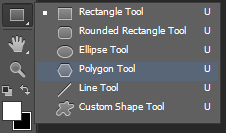 Rectangle Tool U
Rounded Rectangle Tool U
Ellipse Tool U
Polygon Tool U
Line Tool U
Custom Shape Tool U